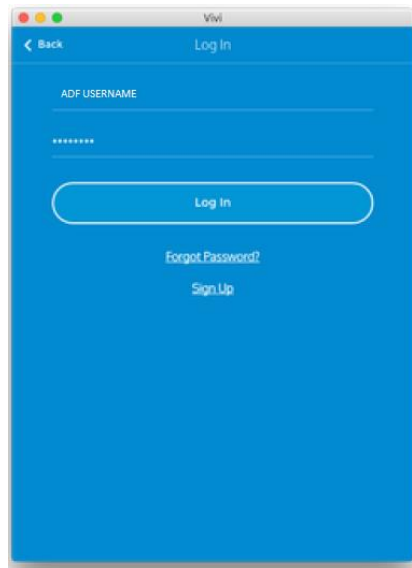 Vivi
Back
Log In
ADF USERNAME
********
Log In
Forgot Password?
Sign Up